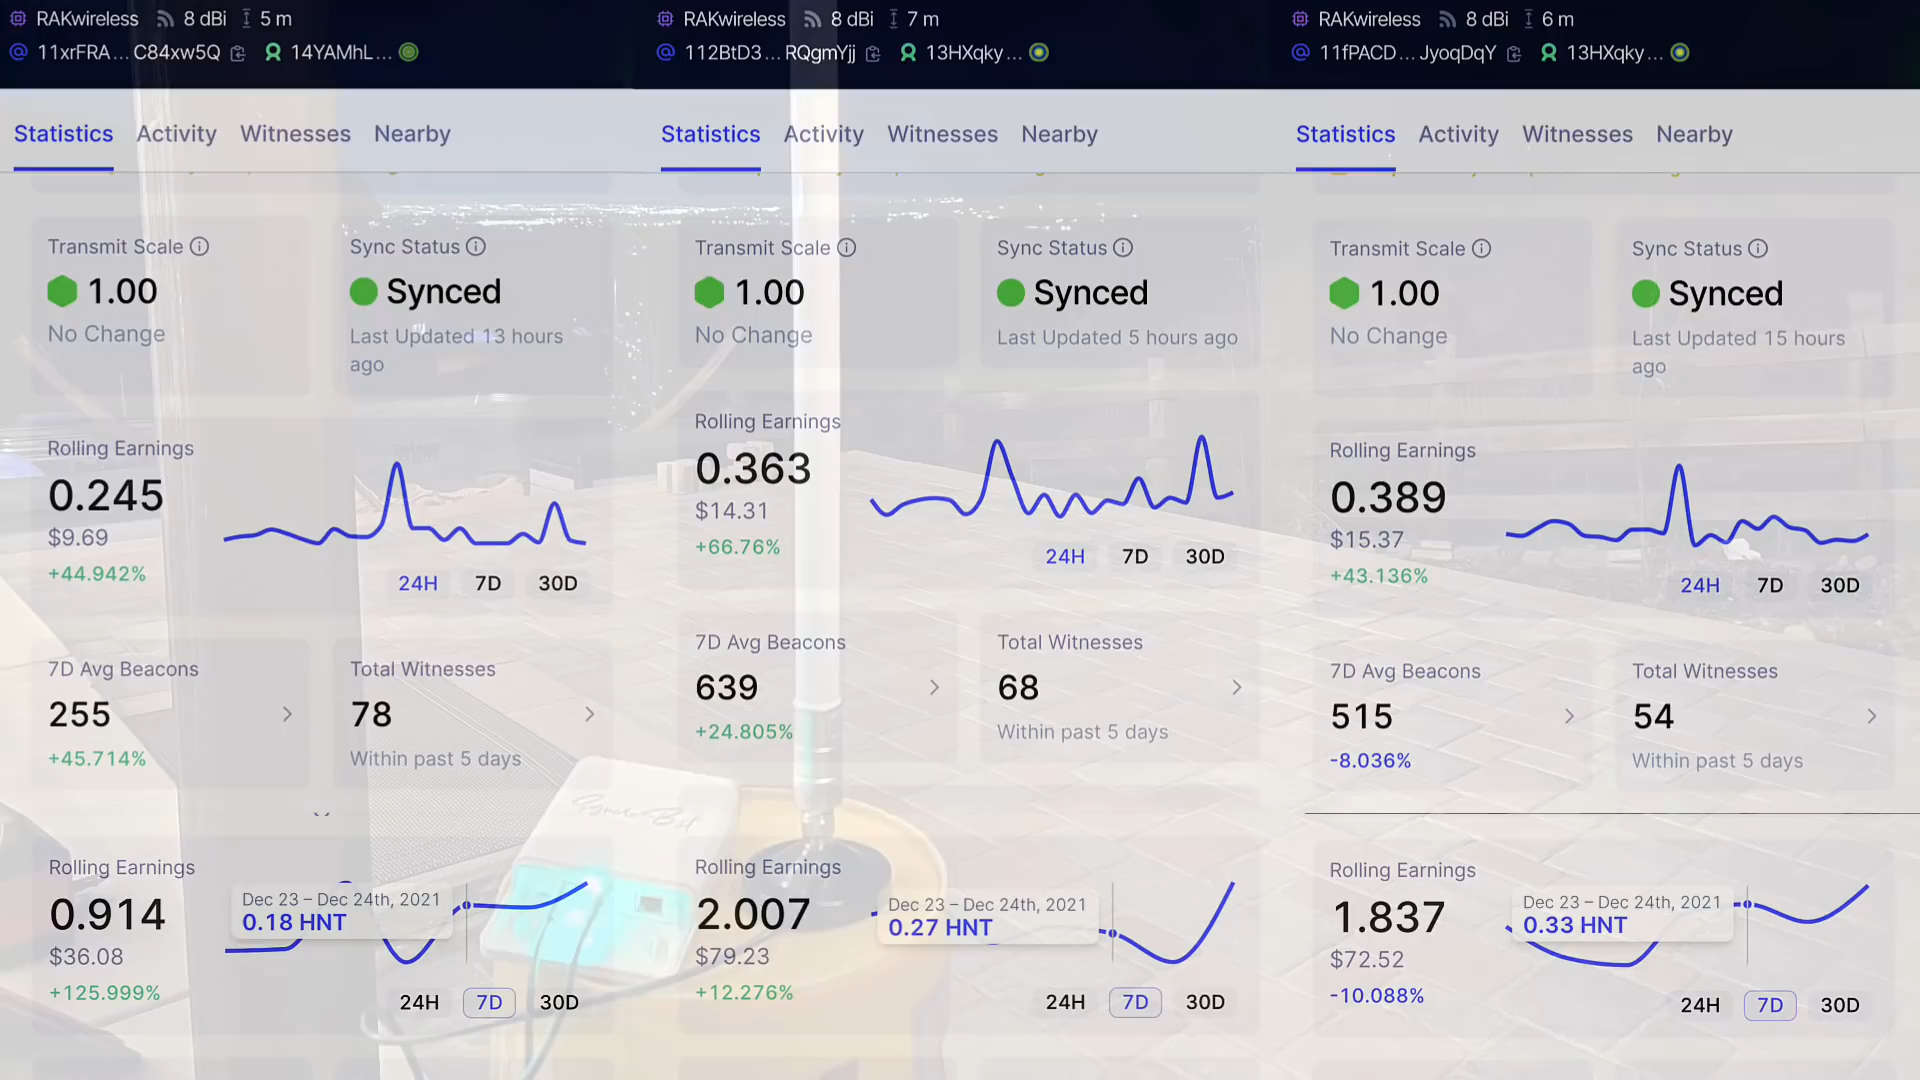 RAKwireless 8 dBi 5 m
11xrFRA... C84xw5Q 14YAMhL...
Statistics Activity Witnesses Nearby
Transmit Scale
1.00
No Change
Sync Status
Synced
Last Updated 13 hours
ago
Rolling Earnings
0.245
$9.69
+44.942%
24H 7D 30D
7D Avg Beacons
255
+45.714%
Total Witnesses
78
Within past 5 days
Rolling Earnings
0.914
$36.08
+125.999%
Dec 23 – Dec 24th, 2021
0.18 HNT
24H 7D 30D
RAKwireless 8 dBi 7 m
112BtD3... RQgmYjj 13HXqky...
Statistics Activity Witnesses Nearby
Transmit Scale
1.00
No Change
Sync Status
Synced
Last Updated 5 hours ago
Rolling Earnings
0.363
$14.31
+66.76%
24H 7D 30D
7D Avg Beacons
639
+24.805%
Total Witnesses
68
Within past 5 days
Rolling Earnings
2.007
$79.23
+12.276%
Dec 23 – Dec 24th, 2021
0.27 HNT
24H 7D 30D
RAKwireless 8 dBi 6 m
11fPACD... JyoqDqY 13HXqky...
Statistics Activity Witnesses Nearby
Transmit Scale
1.00
No Change
Sync Status
Synced
Last Updated 15 hours
ago
Rolling Earnings
0.389
$15.37
+43.136%
24H 7D 30D
7D Avg Beacons
515
-8.036%
Total Witnesses
54
Within past 5 days
Rolling Earnings
1.837
$72.52
-10.088%
Dec 23 – Dec 24th, 2021
0.33 HNT
24H 7D 30D